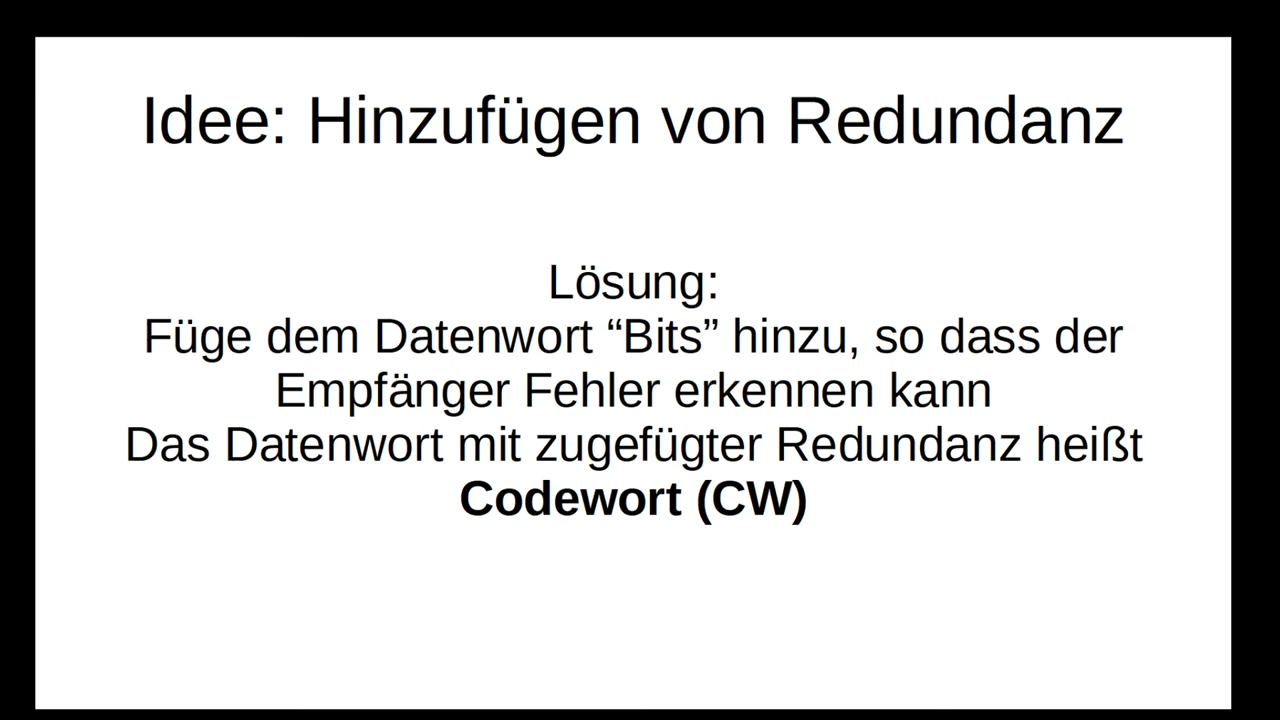 Idee: Hinzufügen von Redundanz
Lösung:
Füge dem Datenwort “Bits” hinzu, so dass der
Empfänger Fehler erkennen kann
Das Datenwort mit zugefügter Redundanz heißt
Codewort (CW)